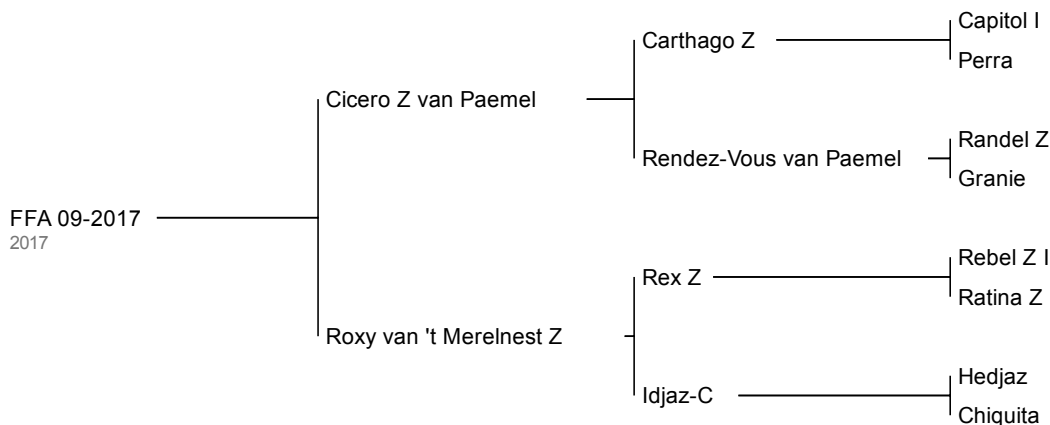 FFA 09-2017
2017
Cicero Z van Paemel
Roxy van 't Merelnest Z
Carthago Z
Rendez-Vous van Paemel
Rex Z
Idjaz-C
Capitol I
Perra
Randel Z
Granie
Rebel Z I
Ratina Z
Hedjaz
Chiquita